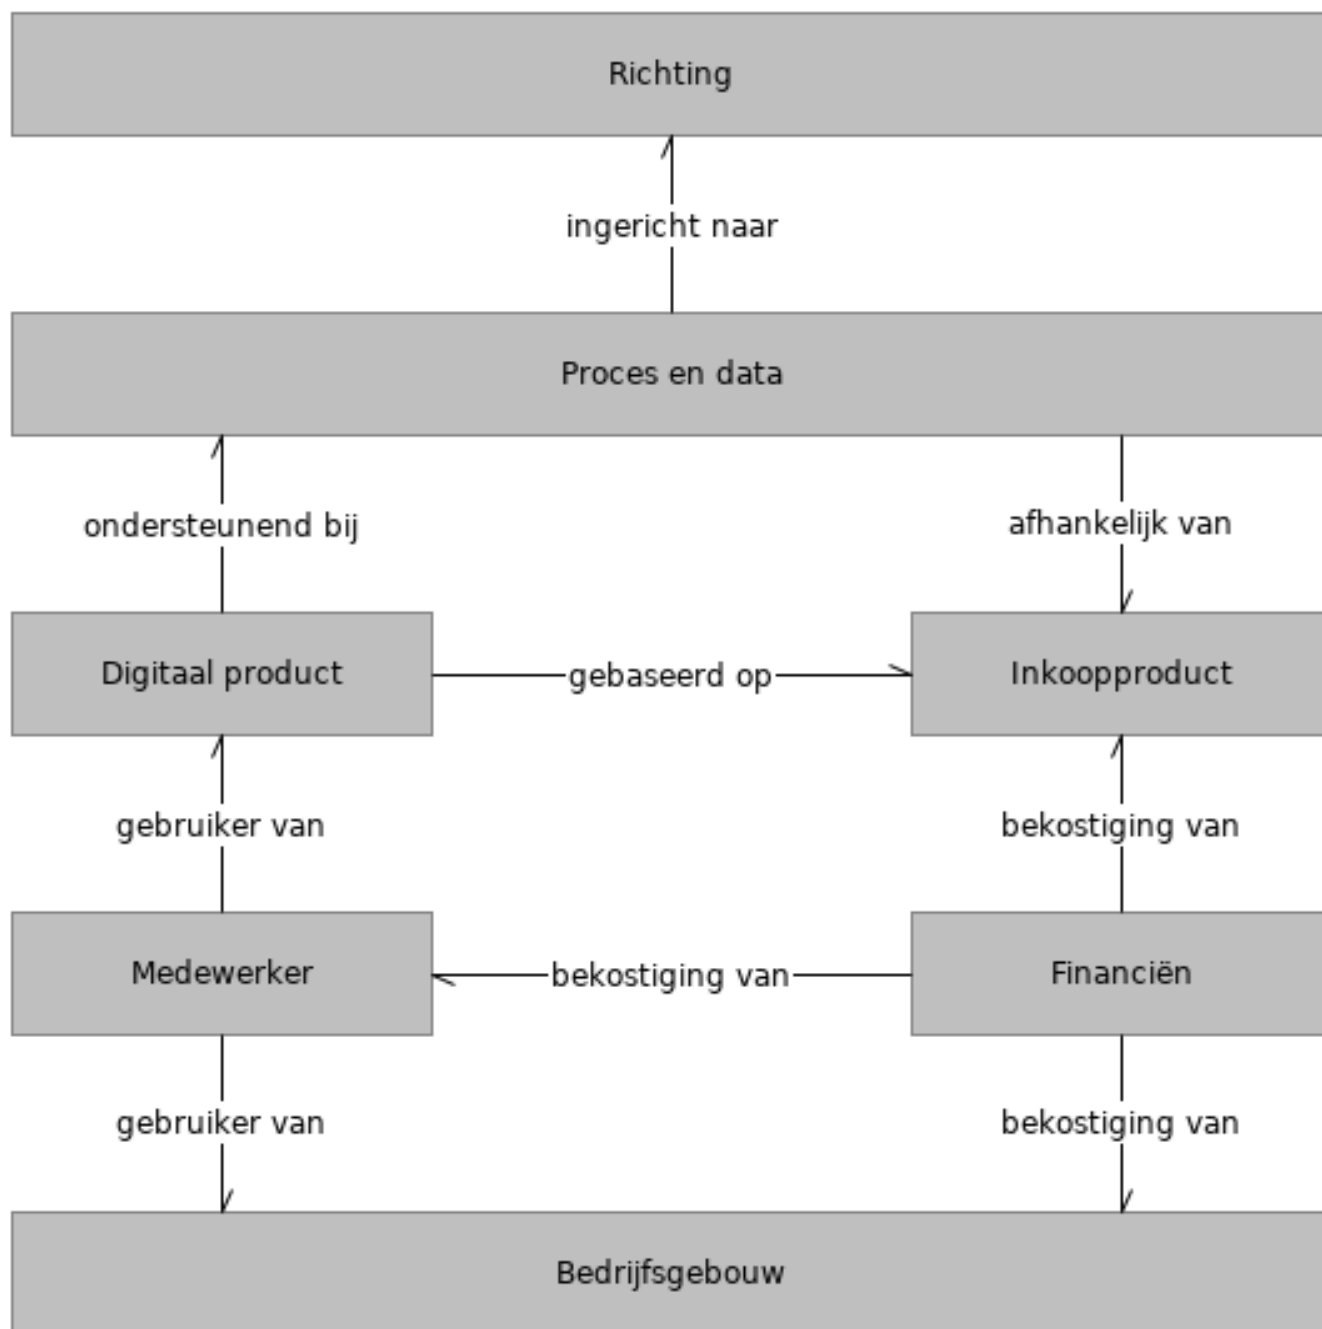 Richting
ingericht naar
Proces en data
ondersteunend bij
afhankelijk van
Digitaal product
gebaseerd op
Inkoopproduct
gebruiker van
bekostiging van
Medewerker
bekostiging van
Financiën
gebruiker van
bekostiging van
Bedrijfsgebouw